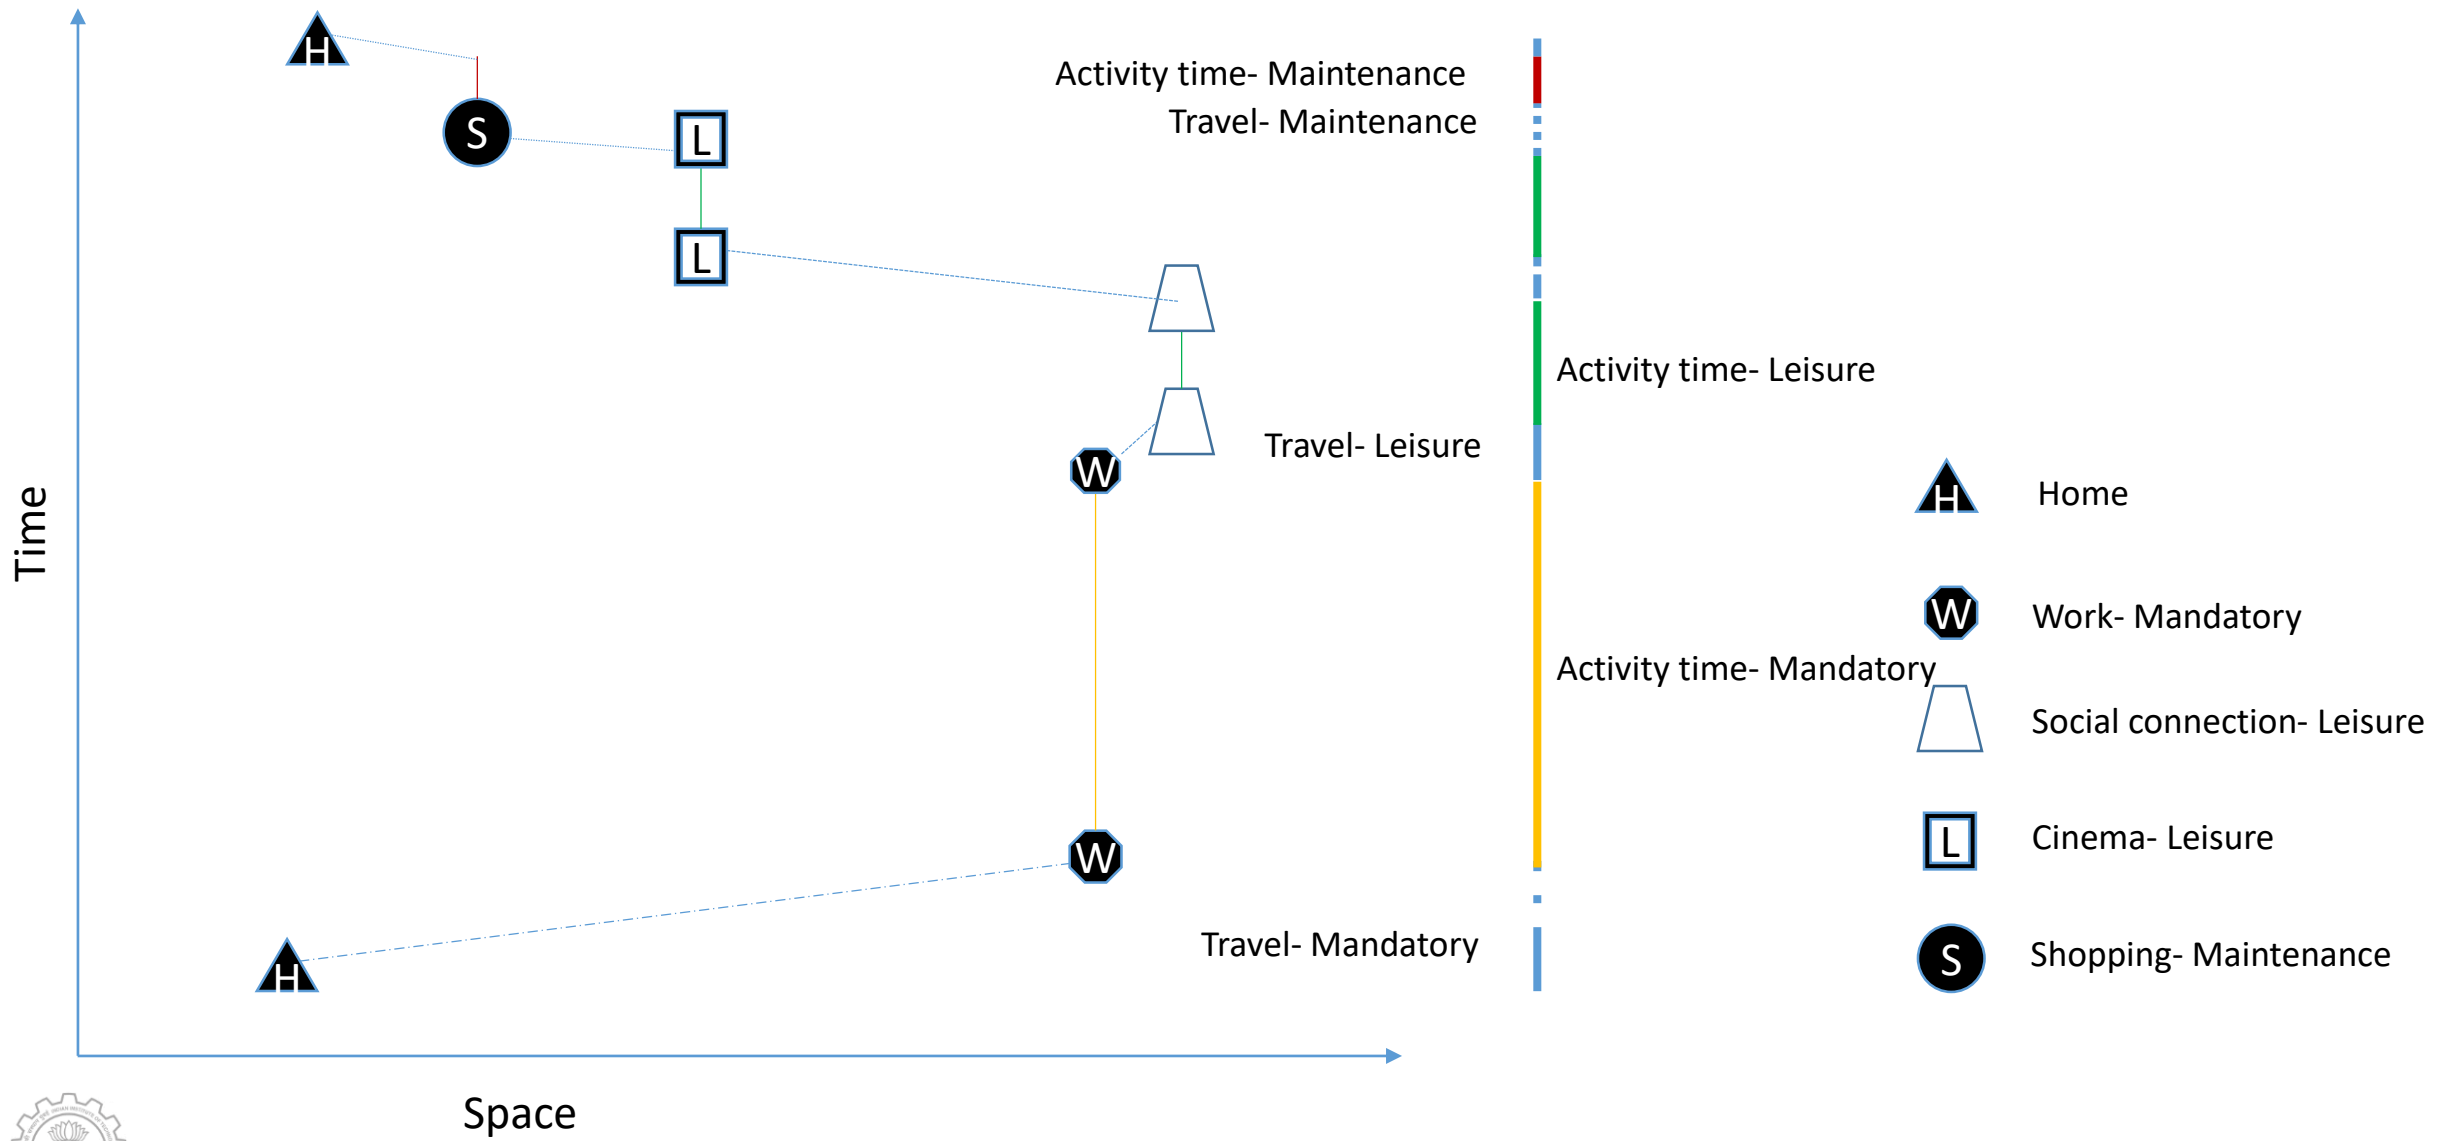 H
Activity time- Maintenance
Travel- Maintenance
S
L
L
Activity time- Leisure
Travel- Leisure
W
H
Home
Time
W
Work- Mandatory
Activity time- Mandatory
Social connection- Leisure
L
Cinema- Leisure
W
Travel- Mandatory
H
S
Shopping- Maintenance
Space